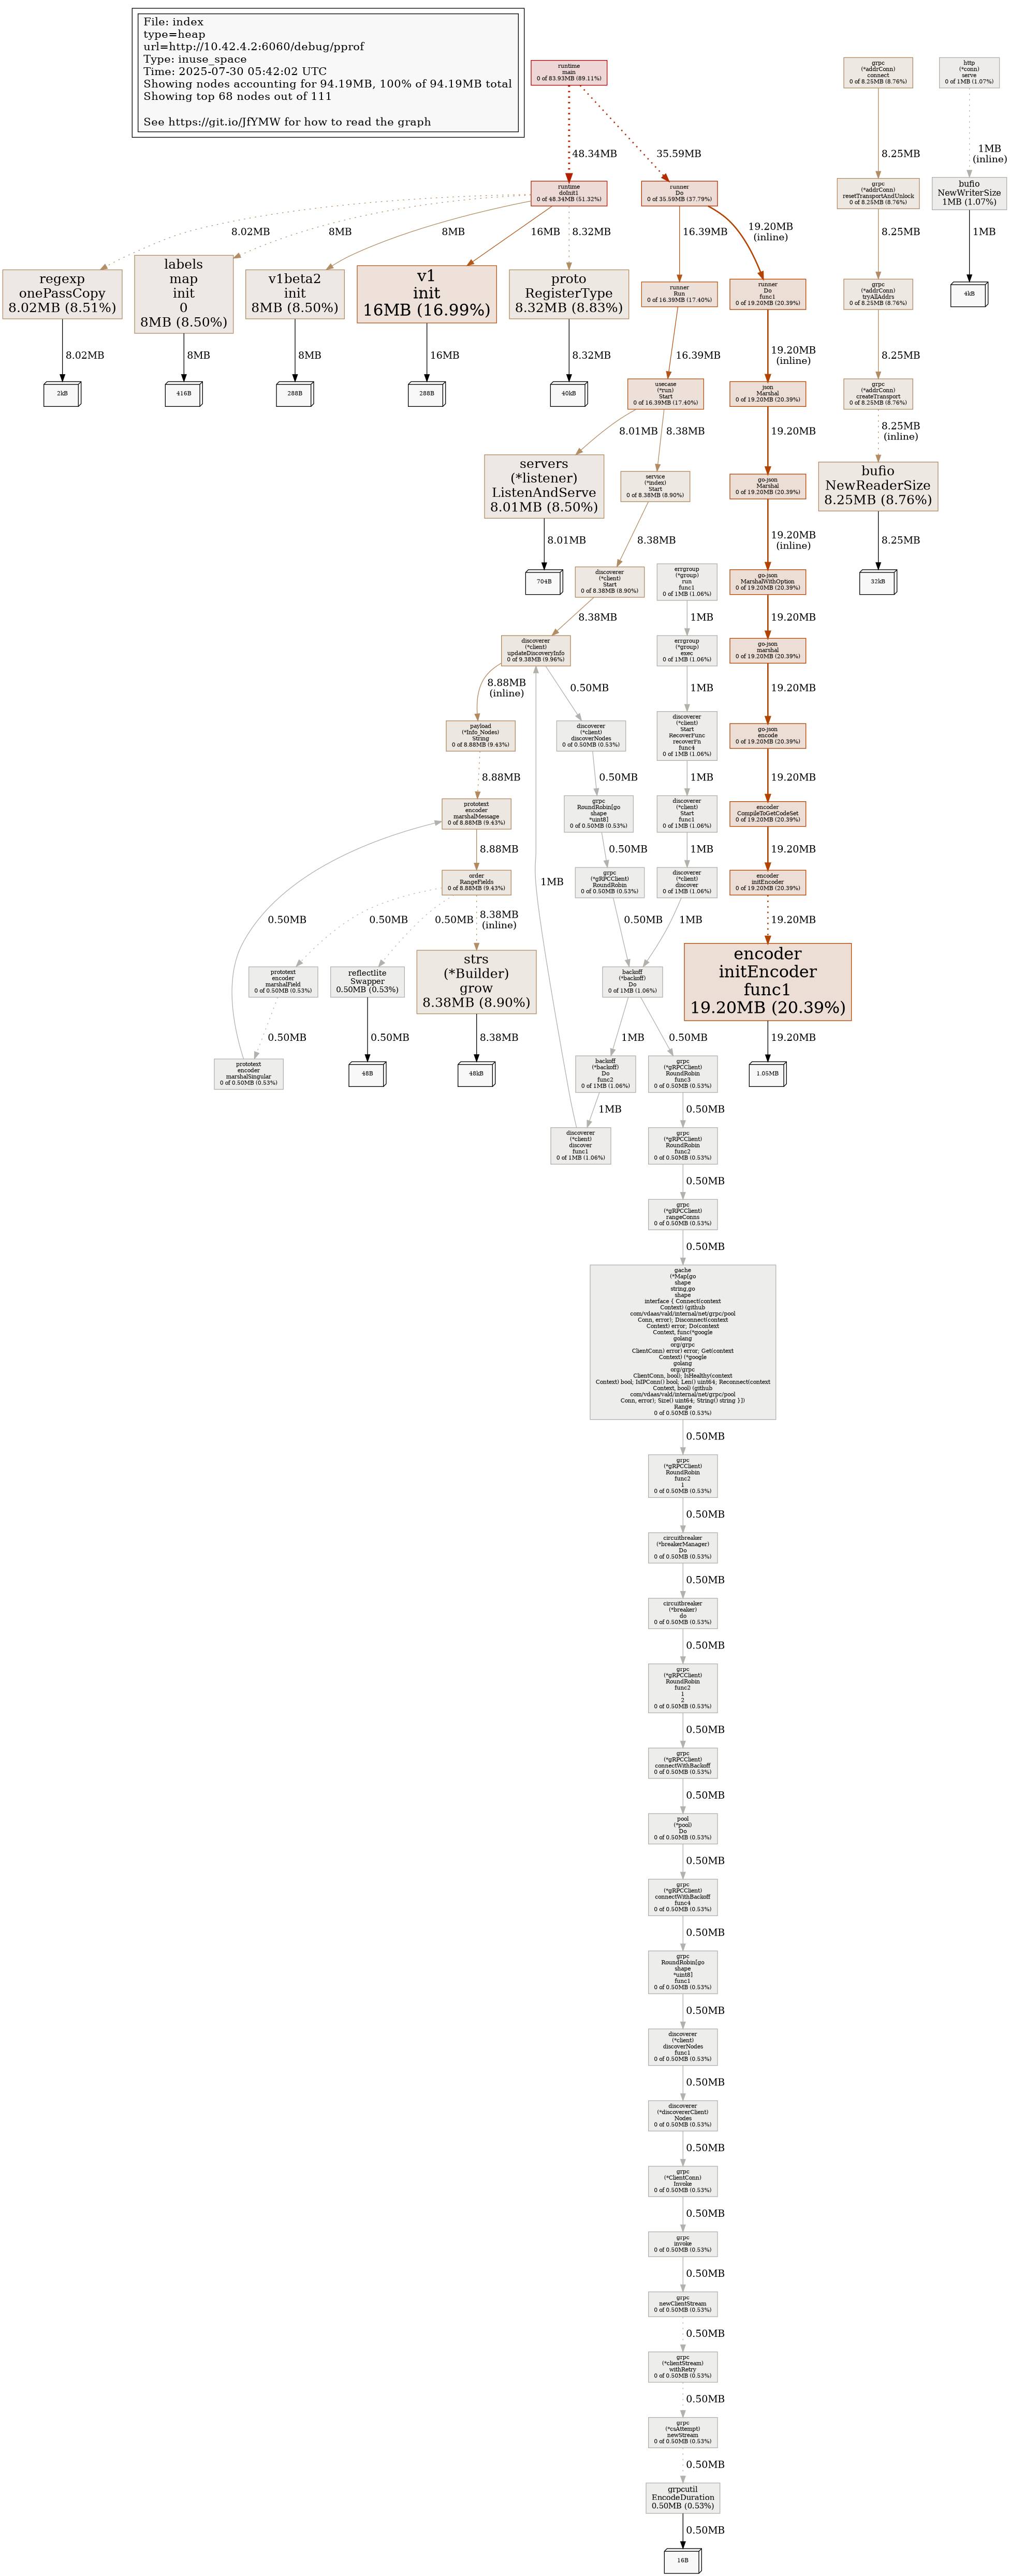 File: index
type=heap
url=http://10.42.4.2:6060/debug/pprof
Type: inuse_space
Time: 2025-07-30 05:42:02 UTC
Showing nodes accounting for 94.19MB, 100% of 94.19MB total
Showing top 68 nodes out of 111
See https://git.io/JfYMW for how to read the graph
runtime
main
0 of 83.93MB (89.11%)
grpc
(*addrConn)
connect
0 of 8.25MB (8.76%)
http
(*conn)
serve
0 of 1MB (1.07%)
48.34MB
35.59MB
8.25MB
1MB
(inline)
runtime
doInit1
0 of 48.34MB (51.32%)
runner
Do
0 of 35.59MB (37.79%)
grpc
(*addrConn)
resetTransportAndUnlock
0 of 8.25MB (8.76%)
bufio
NewWriterSize
1MB (1.07%)
8.02MB
8MB
8MB
16MB
8.32MB
16.39MB
19.20MB
(inline)
8.25MB
1MB
regexp
onePassCopy
8.02MB (8.51%)
labels
map
init
0
8MB (8.50%)
v1beta2
init
8MB (8.50%)
v1
init
16MB (16.99%)
proto
RegisterType
8.32MB (8.83%)
runner
Run
0 of 16.39MB (17.40%)
runner
Do
func1
0 of 19.20MB (20.39%)
grpc
(*addrConn)
tryAllAddrs
0 of 8.25MB (8.76%)
4kB
8.02MB
8MB
8MB
16MB
8.32MB
16.39MB
19.20MB
(inline)
8.25MB
2kB
416B
288B
288B
40kB
usecase
(*run)
Start
0 of 16.39MB (17.40%)
json
Marshal
0 of 19.20MB (20.39%)
grpc
(*addrConn)
createTransport
0 of 8.25MB (8.76%)
8.01MB
8.38MB
19.20MB
8.25MB
(inline)
servers
(*listener)
ListenAndServe
8.01MB (8.50%)
service
(*index)
Start
0 of 8.38MB (8.90%)
go-json
Marshal
0 of 19.20MB (20.39%)
bufio
NewReaderSize
8.25MB (8.76%)
8.01MB
8.38MB
19.20MB
(inline)
8.25MB
704B
discoverer
(*client)
Start
0 of 8.38MB (8.90%)
errgroup
(*group)
run
func1
0 of 1MB (1.06%)
go-json
MarshalWithOption
0 of 19.20MB (20.39%)
32kB
8.38MB
1MB
19.20MB
discoverer
(*client)
updateDiscoveryInfo
0 of 9.38MB (9.96%)
errgroup
(*group)
exec
0 of 1MB (1.06%)
go-json
marshal
0 of 19.20MB (20.39%)
8.88MB
(inline)
0.50MB
1MB
19.20MB
payload
(*Info_Nodes)
String
0 of 8.88MB (9.43%)
discoverer
(*client)
discoverNodes
0 of 0.50MB (0.53%)
discoverer
(*client)
Start
RecoverFunc
recoverFn
func4
0 of 1MB (1.06%)
go-json
encode
0 of 19.20MB (20.39%)
8.88MB
0.50MB
1MB
19.20MB
prototext
encoder
marshalMessage
0 of 8.88MB (9.43%)
grpc
RoundRobin[go
shape
*uint8]
0 of 0.50MB (0.53%)
discoverer
(*client)
Start
func1
0 of 1MB (1.06%)
encoder
CompileToGetCodeSet
0 of 19.20MB (20.39%)
8.88MB
0.50MB
1MB
19.20MB
order
RangeFields
0 of 8.88MB (9.43%)
1MB
grpc
(*gRPCClient)
RoundRobin
0 of 0.50MB (0.53%)
discoverer
(*client)
discover
0 of 1MB (1.06%)
encoder
initEncoder
0 of 19.20MB (20.39%)
0.50MB
0.50MB
0.50MB
8.38MB
(inline)
0.50MB
1MB
19.20MB
prototext
encoder
marshalField
0 of 0.50MB (0.53%)
reflectlite
Swapper
0.50MB (0.53%)
strs
(*Builder)
grow
8.38MB (8.90%)
backoff
(*backoff)
Do
0 of 1MB (1.06%)
encoder
initEncoder
func1
19.20MB (20.39%)
0.50MB
0.50MB
8.38MB
1MB
0.50MB
19.20MB
prototext
encoder
marshalSingular
0 of 0.50MB (0.53%)
48B
48kB
backoff
(*backoff)
Do
func2
0 of 1MB (1.06%)
grpc
(*gRPCClient)
RoundRobin
func3
0 of 0.50MB (0.53%)
1.05MB
1MB
0.50MB
discoverer
(*client)
discover
func1
0 of 1MB (1.06%)
grpc
(*gRPCClient)
RoundRobin
func2
0 of 0.50MB (0.53%)
0.50MB
grpc
(*gRPCClient)
rangeConns
0 of 0.50MB (0.53%)
0.50MB
gache
(*Map[go
shape
string,go
shape
interface { Connect(context
Context) (github
com/vdaas/vald/internal/net/grpc/pool
Conn, error); Disconnect(context
Context) error; Do(context
Context, func(*google
golang
org/grpc
ClientConn) error) error; Get(context
Context) (*google
golang
org/grpc
ClientConn, bool); IsHealthy(context
Context) bool; IsIPConn() bool; Len() uint64; Reconnect(context
Context, bool) (github
com/vdaas/vald/internal/net/grpc/pool
Conn, error); Size() uint64; String() string }])
Range
0 of 0.50MB (0.53%)
0.50MB
grpc
(*gRPCClient)
RoundRobin
func2
1
0 of 0.50MB (0.53%)
0.50MB
circuitbreaker
(*breakerManager)
Do
0 of 0.50MB (0.53%)
0.50MB
circuitbreaker
(*breaker)
do
0 of 0.50MB (0.53%)
0.50MB
grpc
(*gRPCClient)
RoundRobin
func2
1
2
0 of 0.50MB (0.53%)
0.50MB
grpc
(*gRPCClient)
connectWithBackoff
0 of 0.50MB (0.53%)
0.50MB
pool
(*pool)
Do
0 of 0.50MB (0.53%)
0.50MB
grpc
(*gRPCClient)
connectWithBackoff
func4
0 of 0.50MB (0.53%)
0.50MB
grpc
RoundRobin[go
shape
*uint8]
func1
0 of 0.50MB (0.53%)
0.50MB
discoverer
(*client)
discoverNodes
func1
0 of 0.50MB (0.53%)
0.50MB
discoverer
(*discovererClient)
Nodes
0 of 0.50MB (0.53%)
0.50MB
grpc
(*ClientConn)
Invoke
0 of 0.50MB (0.53%)
0.50MB
grpc
invoke
0 of 0.50MB (0.53%)
0.50MB
grpc
newClientStream
0 of 0.50MB (0.53%)
0.50MB
grpc
(*clientStream)
withRetry
0 of 0.50MB (0.53%)
0.50MB
grpc
(*csAttempt)
newStream
0 of 0.50MB (0.53%)
0.50MB
grpcutil
EncodeDuration
0.50MB (0.53%)
0.50MB
16B